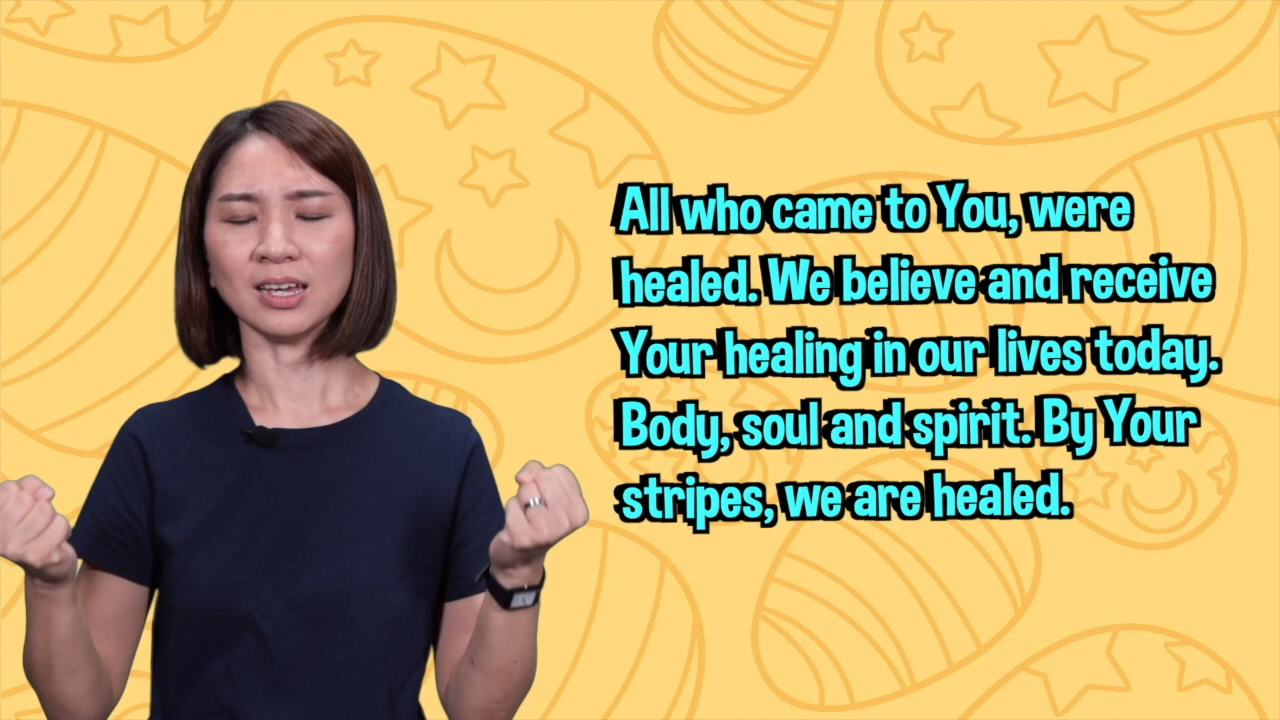 All who came to You, were
healed. We believe and receive
Your healing in our lives today.
Body, soul and spirit. By Your
stripes, we are healed.